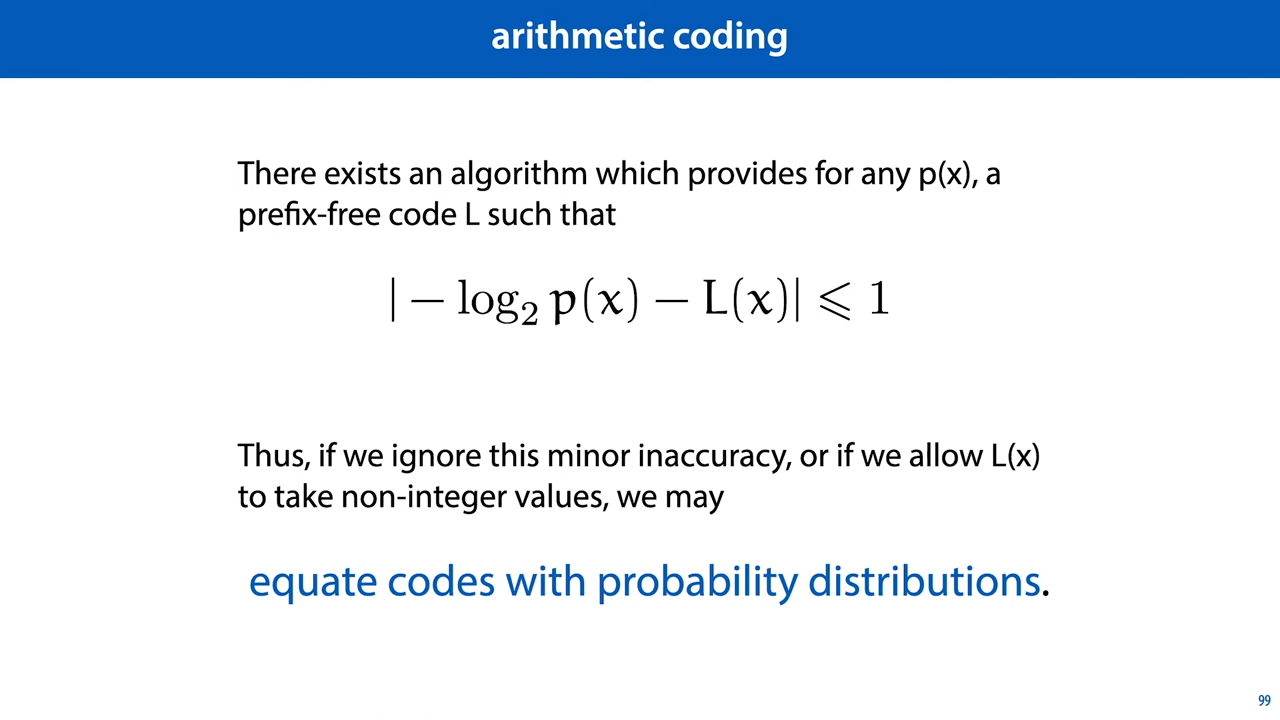 arithmetic coding
There exists an algorithm which provides for any p(x), a
prefix-free code L such that
| − log₂ p(x) − L(x)| ⩽ 1
Thus, if we ignore this minor inaccuracy, or if we allow L(x)
to take non-integer values, we may
equate codes with probability distributions.
99